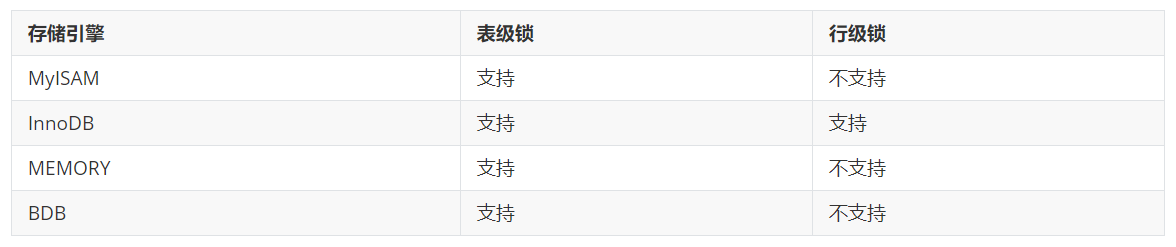 存储引擎 表级锁 行级锁
MyISAM 支持 不支持
InnoDB 支持 支持
MEMORY 支持 不支持
BDB 支持 不支持